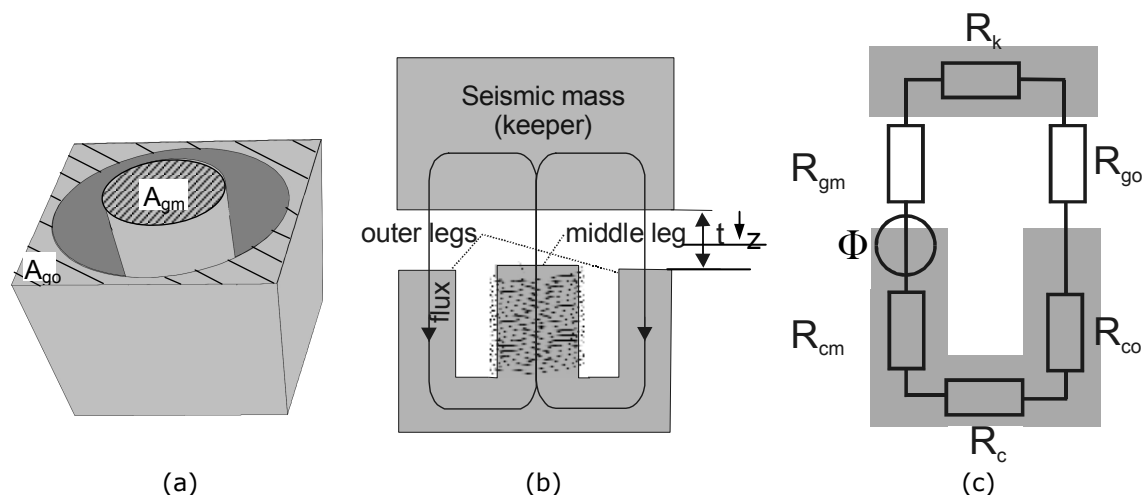 A_gm
A_go
(a)
Seismic mass
(keeper)
outer legs
middle leg
t
z
flux
(b)
R_k
R_gm
R_go
Φ
R_cm
R_co
R_c
(c)